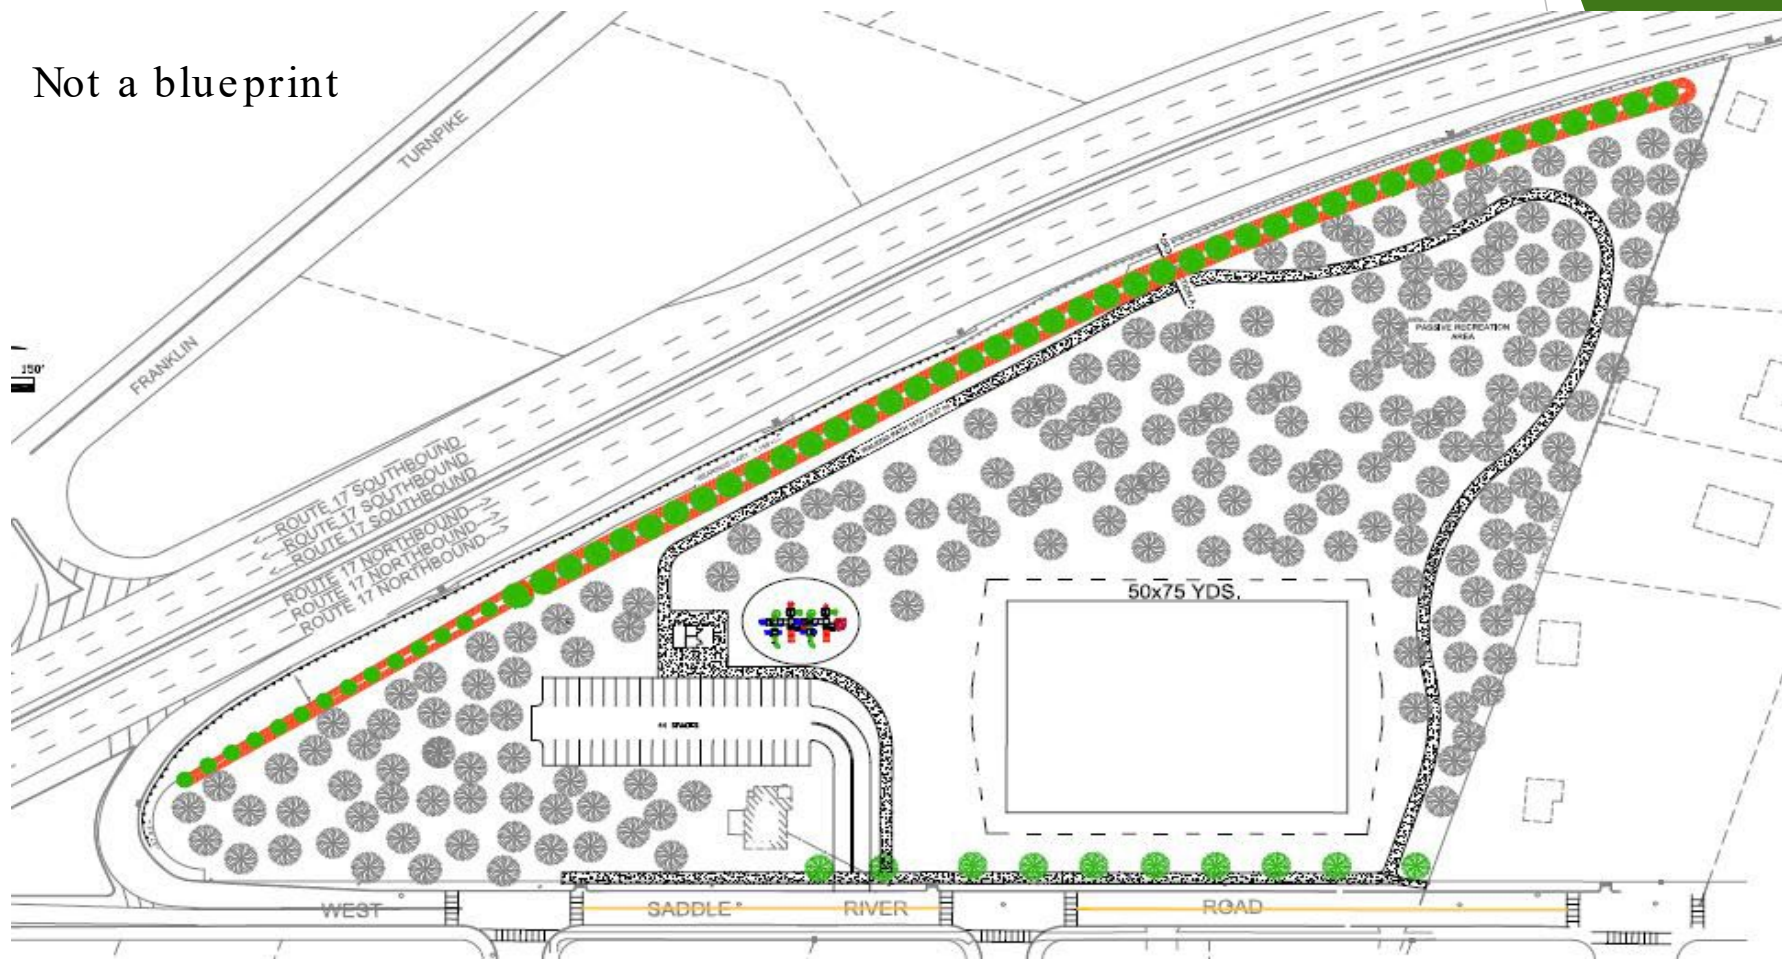 Not a blueprint
TURNPIKE
FRANKLIN
150'
<--ROUTE 17 SOUTHBOUND
<--ROUTE 17 SOUTHBOUND
<--ROUTE 17 SOUTHBOUND
ROUTE 17 NORTHBOUND-->
ROUTE 17 NORTHBOUND-->
ROUTE 17 NORTHBOUND-->
PASSIVE RECREATION
AREA
50x75 YDS.
SPACES
WEST SADDLE RIVER ROAD